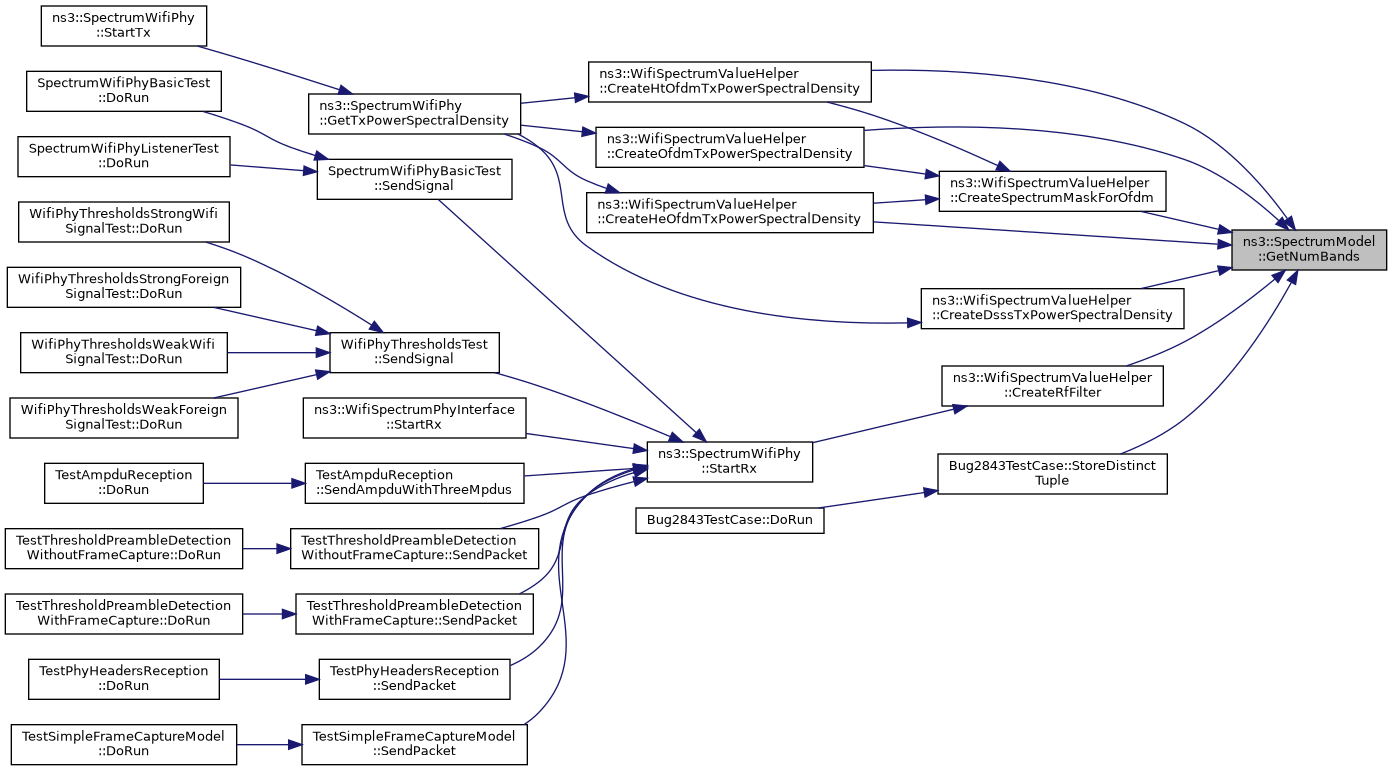 ns3::SpectrumWifiPhy
::StartTx
SpectrumWifiPhyBasicTest
::DoRun
SpectrumWifiPhyListenerTest
::DoRun
WifiPhyThresholdsStrongWifi
SignalTest::DoRun
WifiPhyThresholdsStrongForeign
SignalTest::DoRun
WifiPhyThresholdsWeakWifi
SignalTest::DoRun
WifiPhyThresholdsWeakForeign
SignalTest::DoRun
TestAmpduReception
::DoRun
TestThresholdPreambleDetection
WithoutFrameCapture::DoRun
TestThresholdPreambleDetection
WithFrameCapture::DoRun
TestPhyHeadersReception
::DoRun
TestSimpleFrameCaptureModel
::DoRun
ns3::SpectrumWifiPhy
::GetTxPowerSpectralDensity
SpectrumWifiPhyBasicTest
::SendSignal
WifiPhyThresholdsTest
::SendSignal
ns3::WifiSpectrumPhyInterface
::StartRx
TestAmpduReception
::SendAmpduWithThreeMpdus
TestThresholdPreambleDetection
WithoutFrameCapture::SendPacket
TestThresholdPreambleDetection
WithFrameCapture::SendPacket
TestPhyHeadersReception
::SendPacket
TestSimpleFrameCaptureModel
::SendPacket
ns3::WifiSpectrumValueHelper
::CreateHtOfdmTxPowerSpectralDensity
ns3::WifiSpectrumValueHelper
::CreateOfdmTxPowerSpectralDensity
ns3::WifiSpectrumValueHelper
::CreateHeOfdmTxPowerSpectralDensity
ns3::SpectrumWifiPhy
::StartRx
Bug2843TestCase::DoRun
ns3::WifiSpectrumValueHelper
::CreateSpectrumMaskForOfdm
ns3::WifiSpectrumValueHelper
::CreateDsssTxPowerSpectralDensity
ns3::WifiSpectrumValueHelper
::CreateRfFilter
Bug2843TestCase::StoreDistinct
Tuple
ns3::SpectrumModel
::GetNumBands